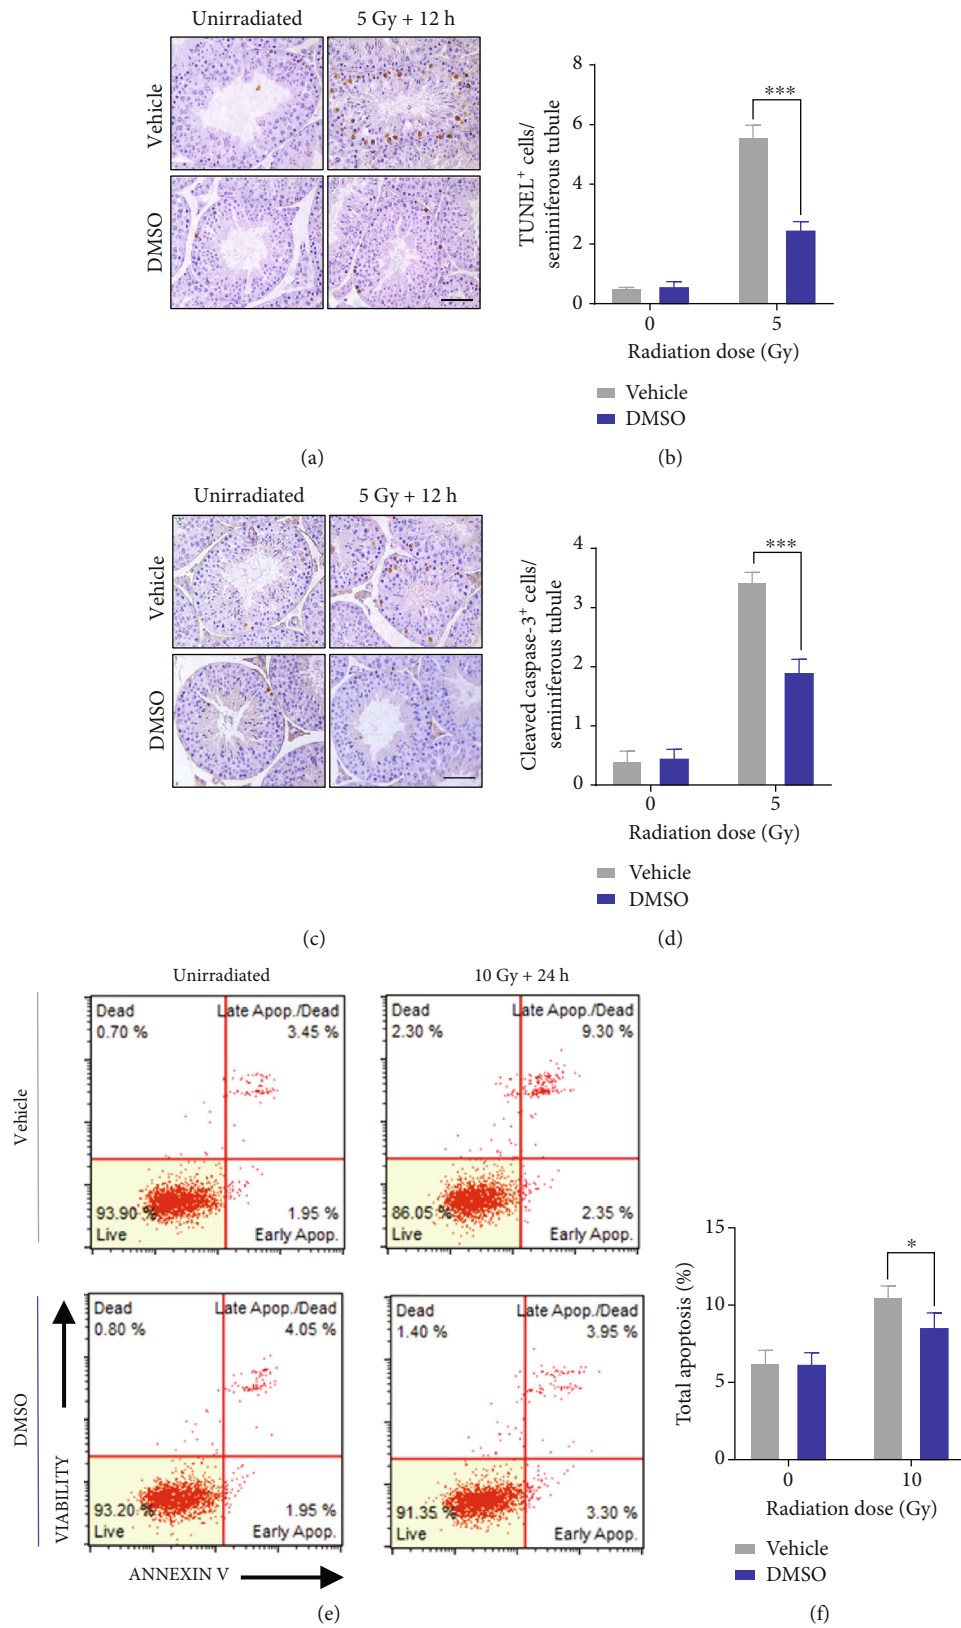 Unirradiated 5 Gy + 12 h
Vehicle
DMSO
(a)
8
6
4
2
0
TUNEL⁺ cells/
seminiferous tubule
***
0 5
Radiation dose (Gy)
Vehicle
DMSO
(b)
Unirradiated 5 Gy + 12 h
Vehicle
DMSO
(c)
4
3
2
1
0
Cleaved caspase-3⁺ cells/
seminiferous tubule
***
0 5
Radiation dose (Gy)
Vehicle
DMSO
(d)
Unirradiated 10 Gy + 24 h
Vehicle
Dead Late Apop./Dead
0.70 % 3.45 %
93.90 % 1.95 %
Live Early Apop.
Dead Late Apop./Dead
2.30 % 9.30 %
86.05 % 2.35 %
Live Early Apop.
DMSO
VIABILITY
Dead Late Apop./Dead
0.80 % 4.05 %
93.20 % 1.95 %
Live Early Apop.
Dead Late Apop./Dead
1.40 % 3.95 %
91.35 % 3.30 %
Live Early Apop.
ANNEXIN V
(e)
15
10
5
0
Total apoptosis (%)
*
0 10
Radiation dose (Gy)
Vehicle
DMSO
(f)